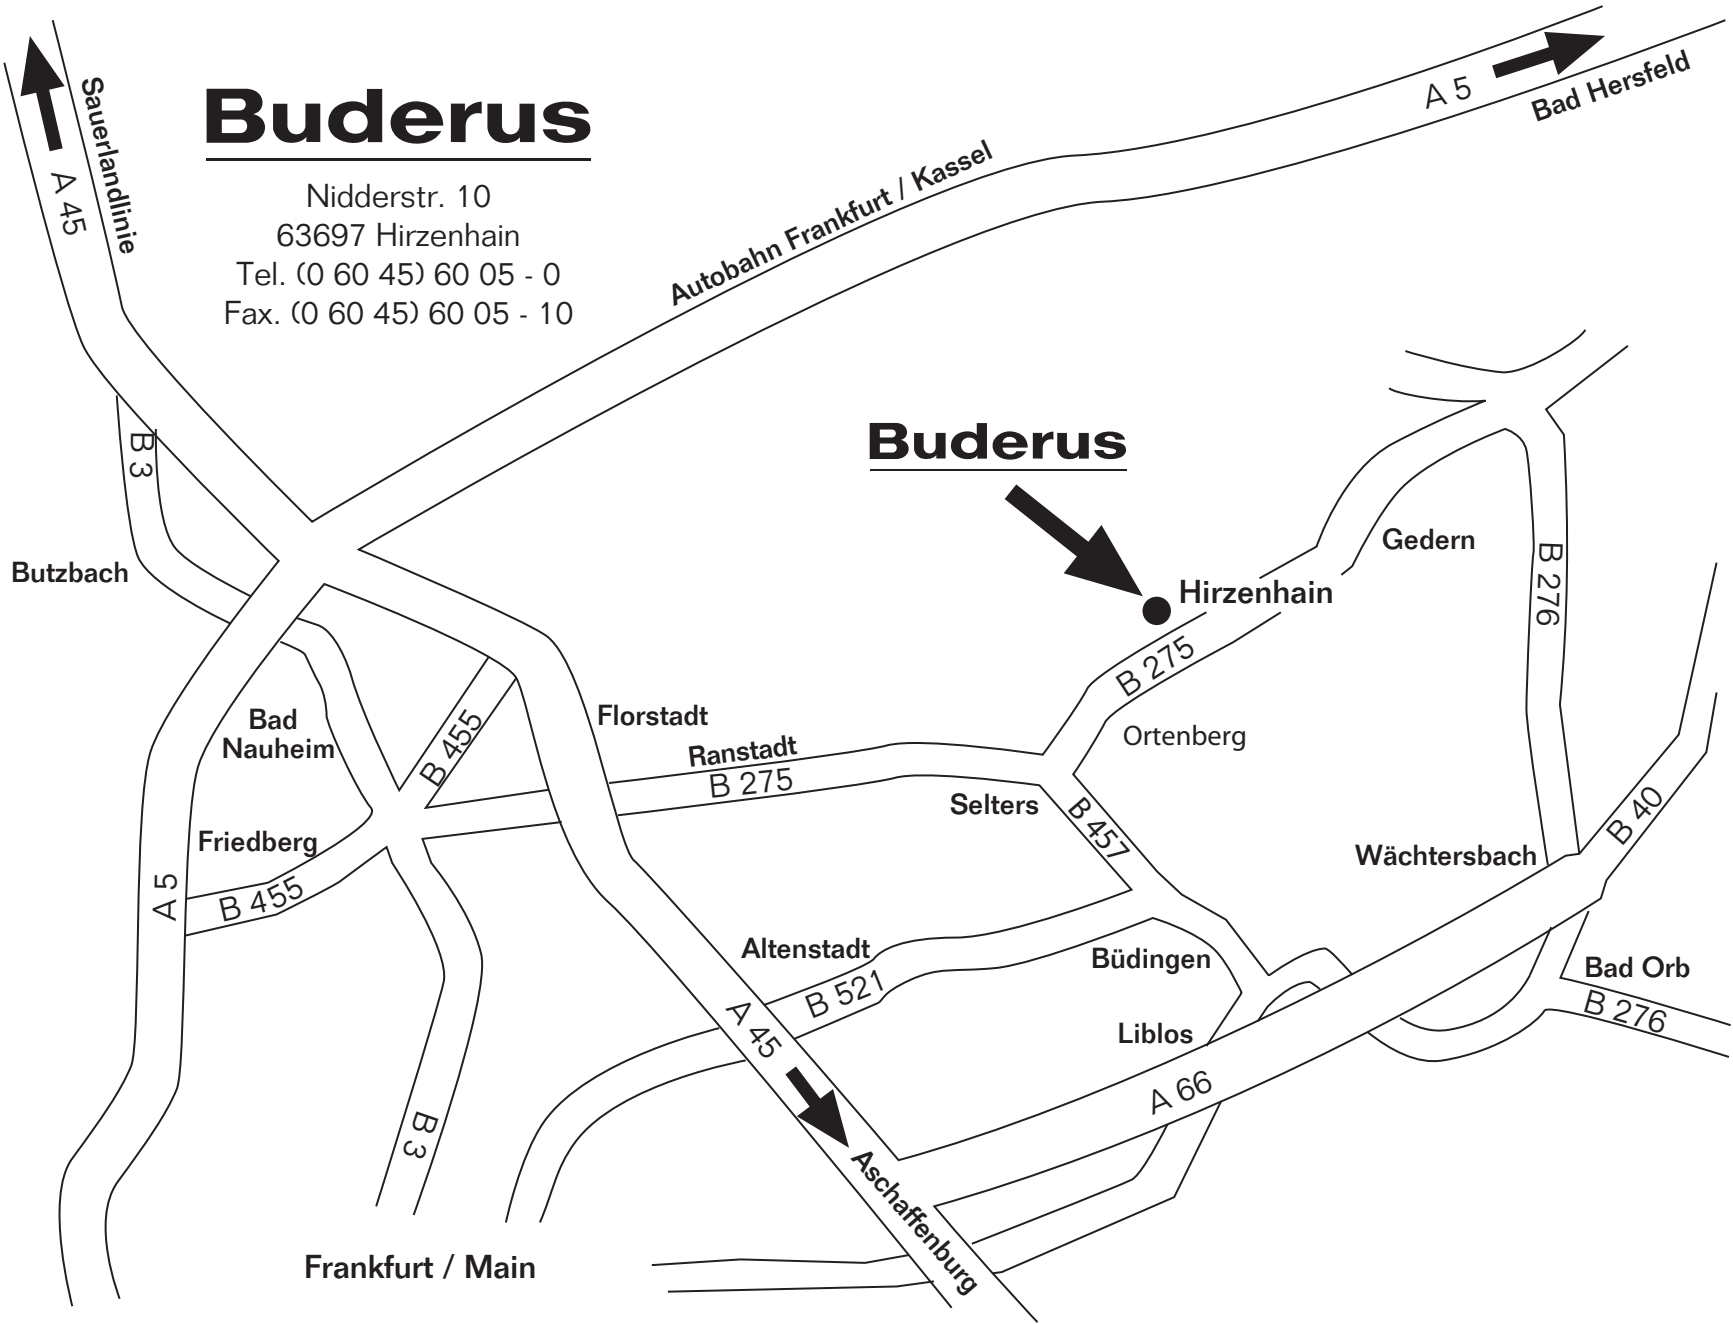 A 45
Sauerlandlinie
Buderus
Nidderstr. 10
63697 Hirzenhain
Tel. (0 60 45) 60 05 - 0
Fax. (0 60 45) 60 05 - 10
Autobahn Frankfurt / Kassel
A 5
Bad Hersfeld
B 3
Butzbach
Buderus
Hirzenhain
Gedern
B 276
B 275
Ortenberg
Bad
Nauheim
B 455
Florstadt
Ranstadt
B 275
Selters
B 457
Wächtersbach
B 40
Friedberg
B 455
A 5
Altenstadt
B 521
Büdingen
Bad Orb
B 276
Liblos
A 45
A 66
B 3
Aschaffenburg
Frankfurt / Main